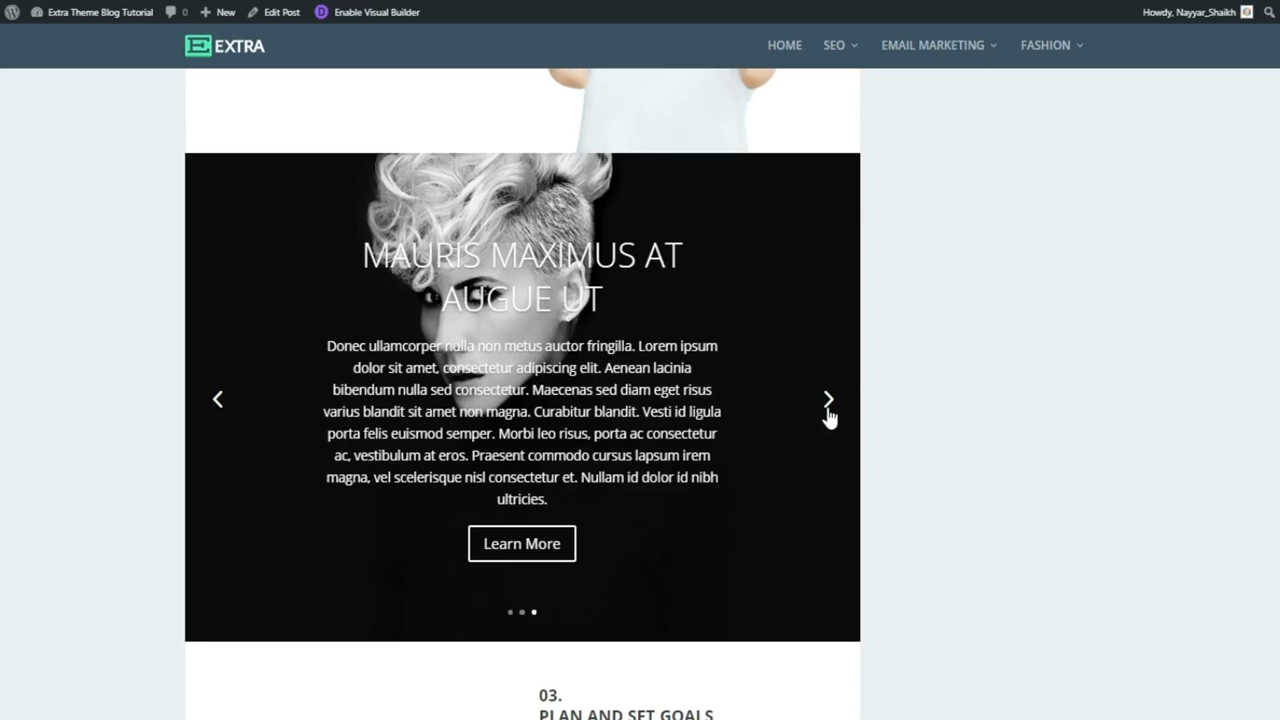 Extra Theme Blog Tutorial 0 New Edit Post Enable Visual Builder Howdy, Nayyar_Shaikh
EXTRA HOME SEO EMAIL MARKETING FASHION
MAURIS MAXIMUS AT
AUGUE UT
Donec ullamcorper nulla non metus auctor fringilla. Lorem ipsum
dolor sit amet, consectetur adipiscing elit. Aenean lacinia
bibendum nulla sed consectetur. Maecenas sed diam eget risus
varius blandit sit amet non magna. Curabitur blandit. Vesti id ligula
porta felis euismod semper. Morbi leo risus, porta ac consectetur
ac, vestibulum at eros. Praesent commodo cursus lapsum irem
magna, vel scelerisque nisl consectetur et. Nullam id dolor id nibh
ultricies.
Learn More
03.
PLAN AND SET GOALS